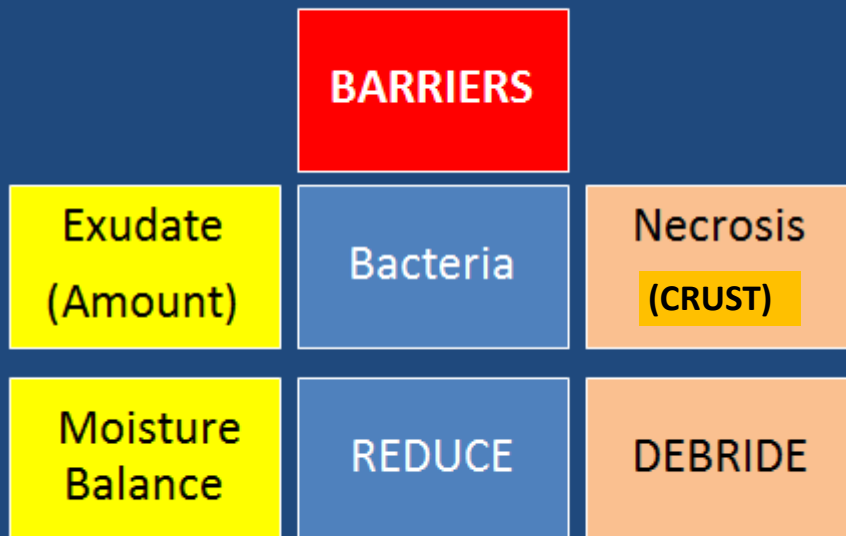 BARRIERS
Exudate
(Amount)
Bacteria
Necrosis
(CRUST)
Moisture
Balance
REDUCE
DEBRIDE